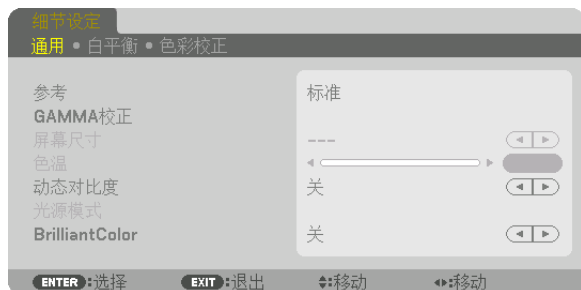 细节设定
通用 • 白平衡 • 色彩校正
参考 标准
GAMMA校正
屏幕尺寸 ---
色温
动态对比度 关
光源模式
BrilliantColor 关
ENTER:选择 EXIT:退出 :移动 :移动